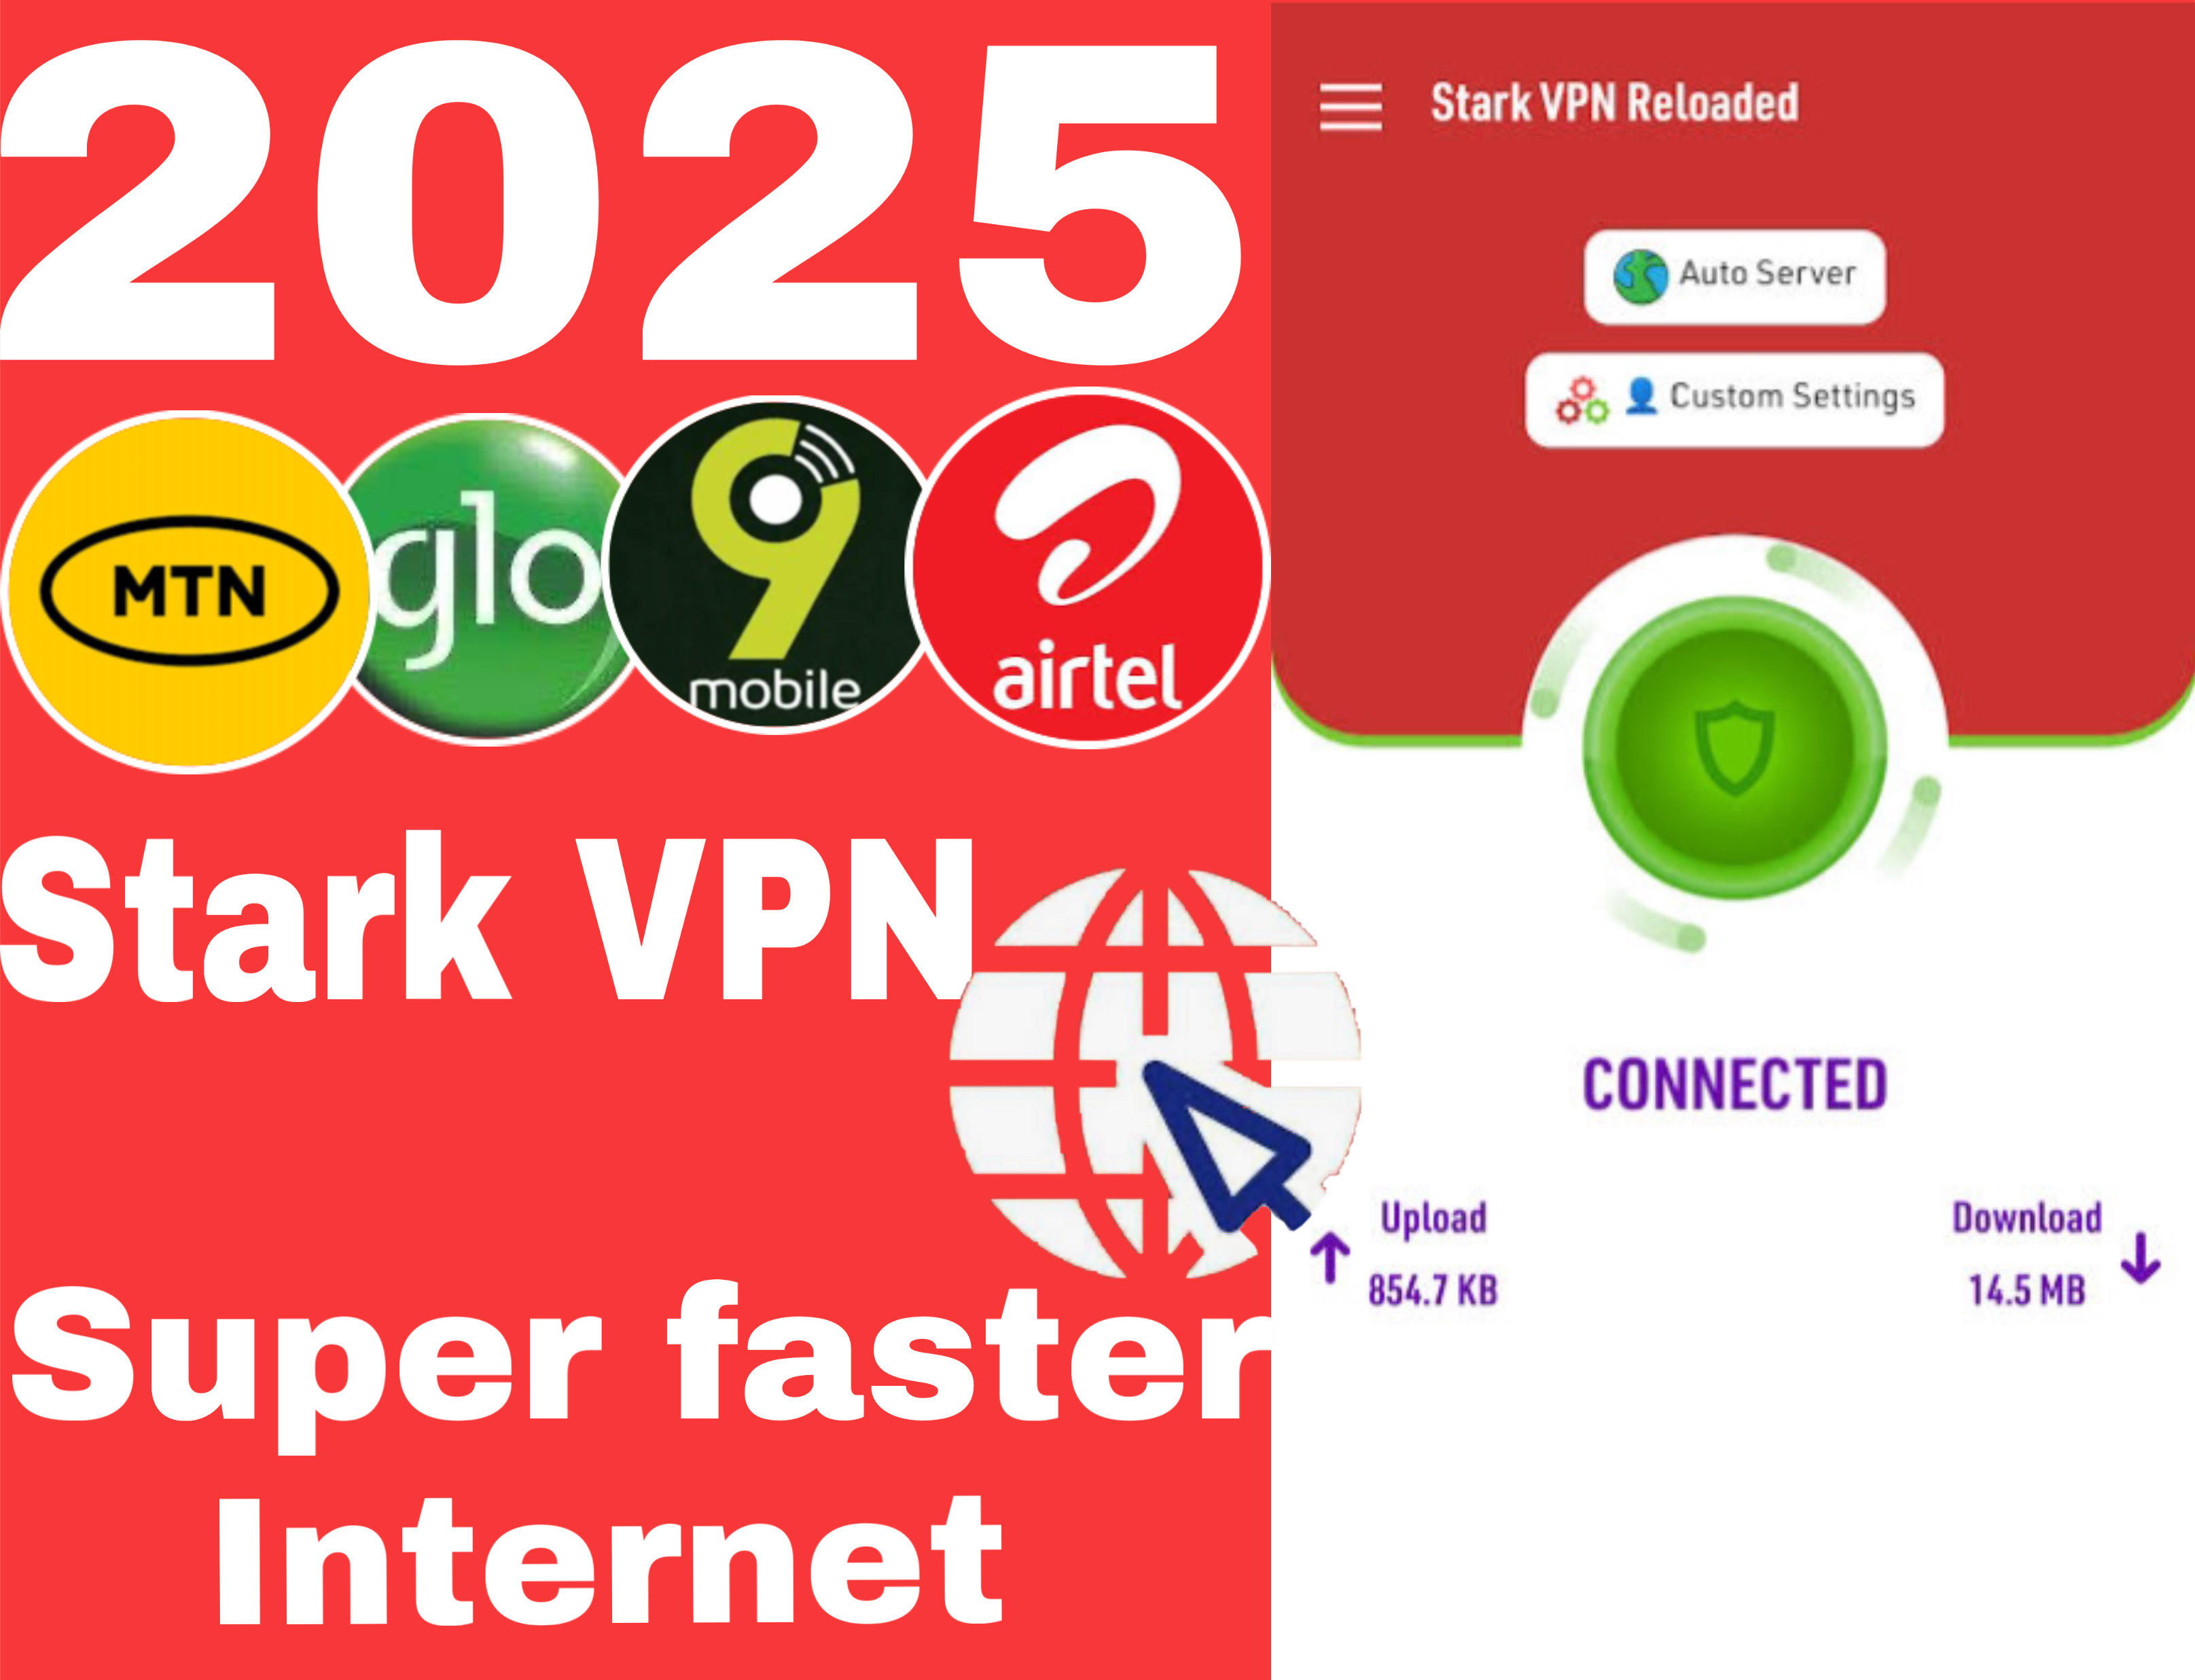 2025
MTN
glo
9
mobile
airtel
Stark VPN
Super faster
Internet
Stark VPN Reloaded
Auto Server
Custom Settings
CONNECTED
Upload
854.7 KB
Download
14.5 MB